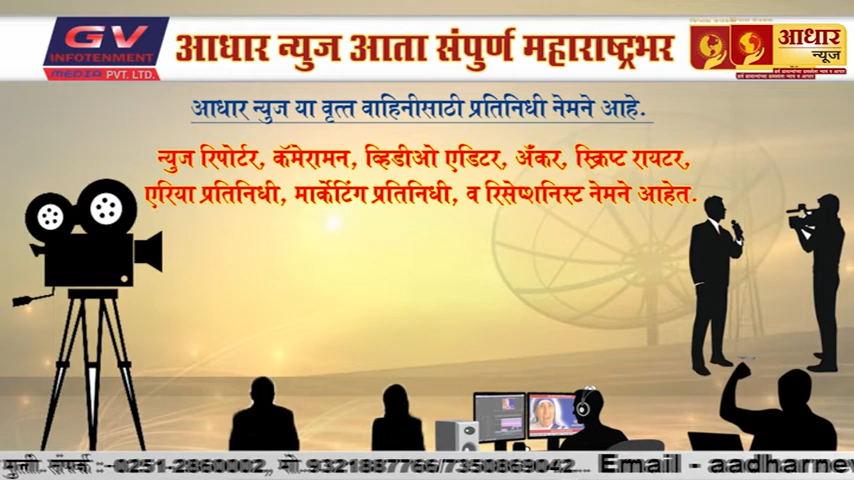 GV
INFOTENMENT
MEDIA PVT. LTD.
आधार न्युज आता संपुर्ण महाराष्ट्रभर
आधार
न्यूज
आधार न्युज या वृत्त वाहिनीसाठी प्रतिनिधी नेमने आहे.
न्युज रिपोर्टर, कॅमेरामन, व्हिडीओ एडिटर, अँकर, स्क्रिप्ट रायटर,
एरिया प्रतिनिधी, मार्केटिंग प्रतिनिधी, व रिसेप्शनिस्ट नेमने आहेत.
संपर्क :-0251-2860002,, मो.9321887766/7350869042... Email - aadharnew